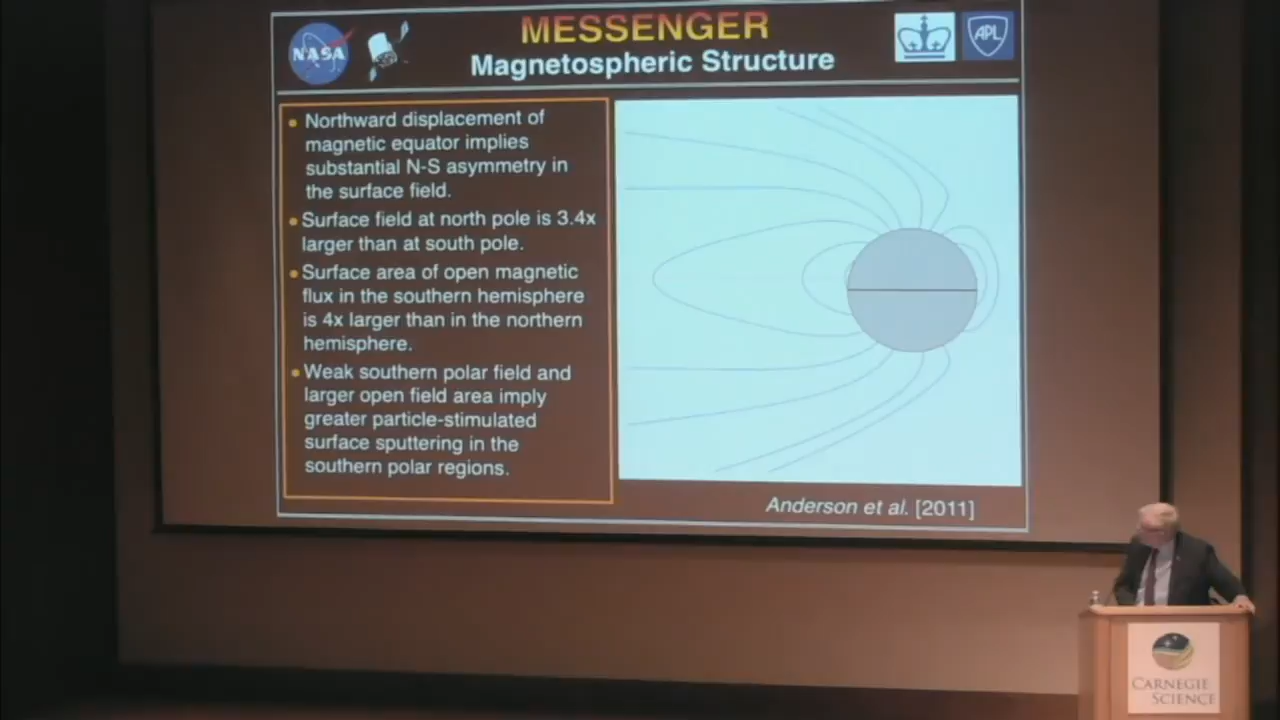 NASA
MESSENGER
Magnetospheric Structure
APL
Northward displacement of
magnetic equator implies
substantial N-S asymmetry in
the surface field.
Surface field at north pole is 3.4x
larger than at south pole.
Surface area of open magnetic
flux in the southern hemisphere
is 4x larger than in the northern
hemisphere.
Weak southern polar field and
larger open field area imply
greater particle-stimulated
surface sputtering in the
southern polar regions.
Anderson et al. [2011]
CARNEGIE
SCIENCE